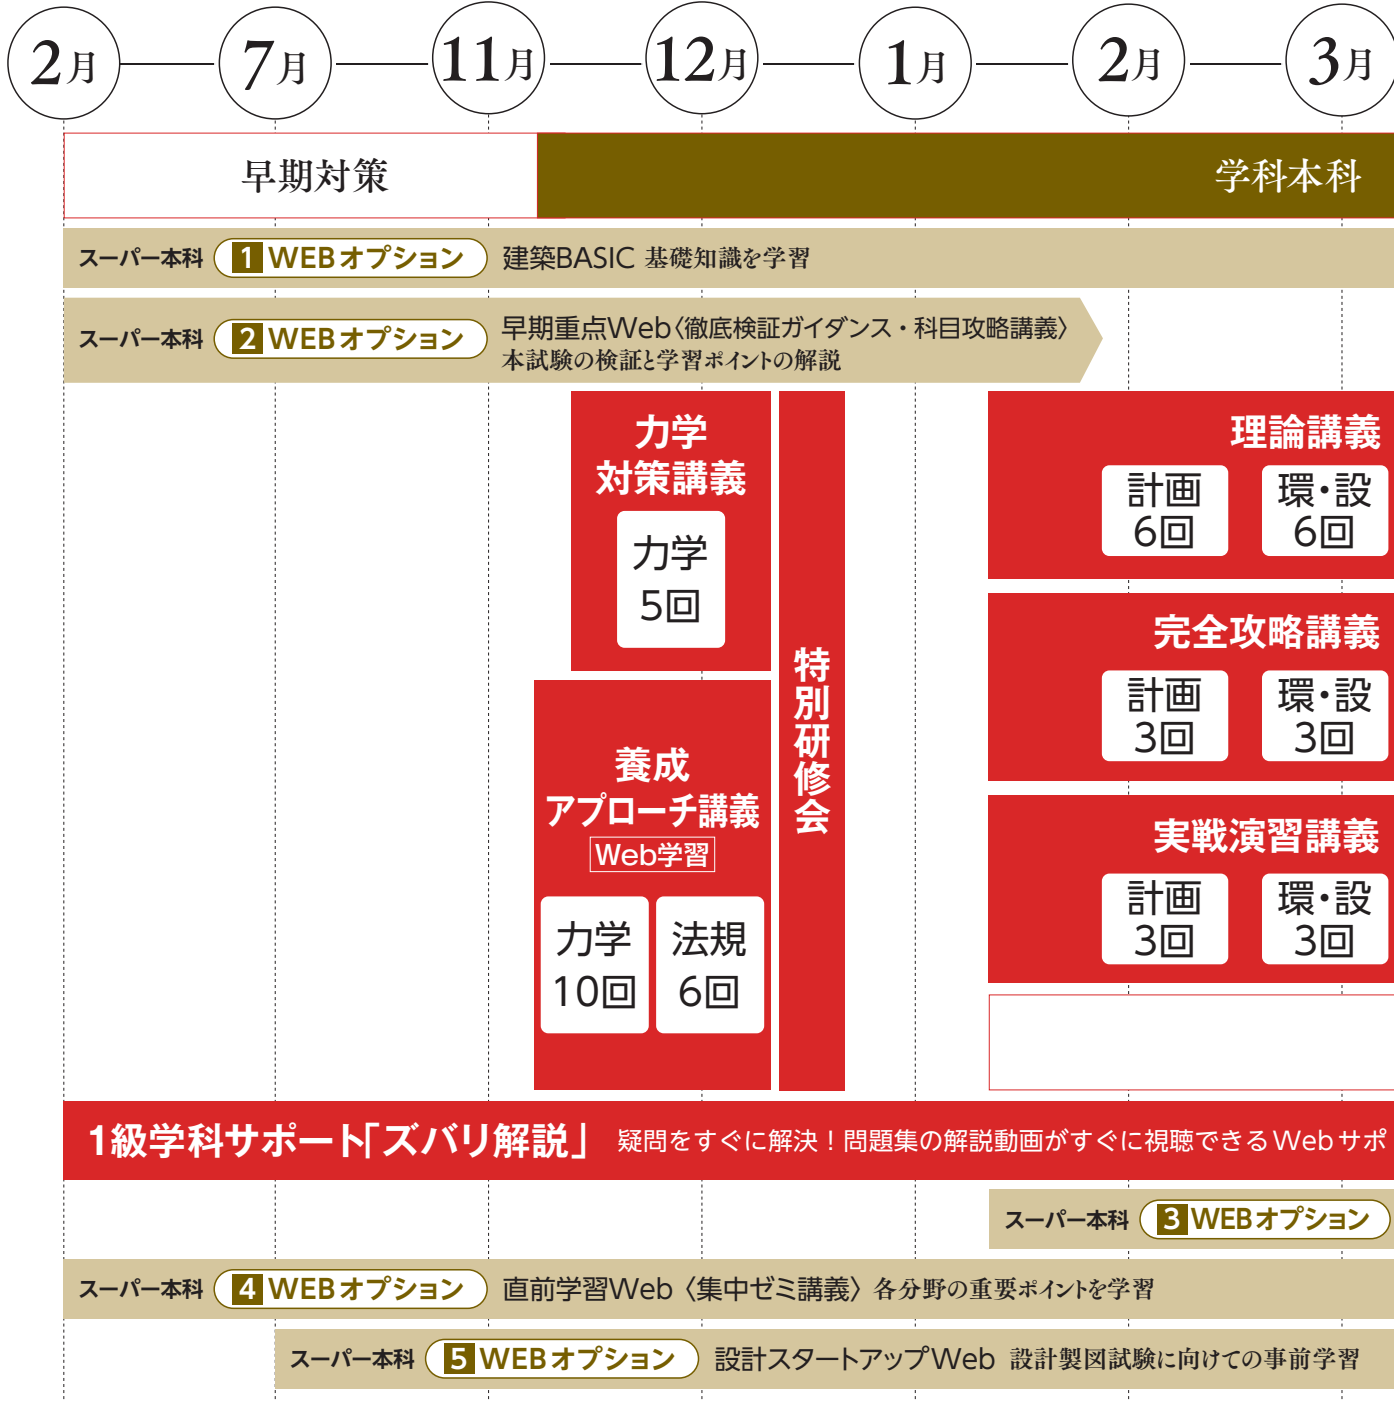 2月
7月
11月
12月
1月
2月
3月
早期対策
学科本科
スーパー本科 1 WEBオプション 建築BASIC 基礎知識を学習
スーパー本科 2 WEBオプション 早期重点Web〈徹底検証ガイダンス・科目攻略講義〉
本試験の検証と学習ポイントの解説
力学
対策講義
力学
5回
養成
アプローチ講義
Web学習
力学
10回
法規
6回
特別研修会
理論講義
計画
6回
環・設
6回
完全攻略講義
計画
3回
環・設
3回
実戦演習講義
計画
3回
環・設
3回
1級学科サポート「ズバリ解説」 疑問をすぐに解決！問題集の解説動画がすぐに視聴できるWebサポ
スーパー本科 3 WEBオプション
スーパー本科 4 WEBオプション 直前学習Web〈集中ゼミ講義〉各分野の重要ポイントを学習
スーパー本科 5 WEBオプション 設計スタートアップWeb 設計製図試験に向けての事前学習